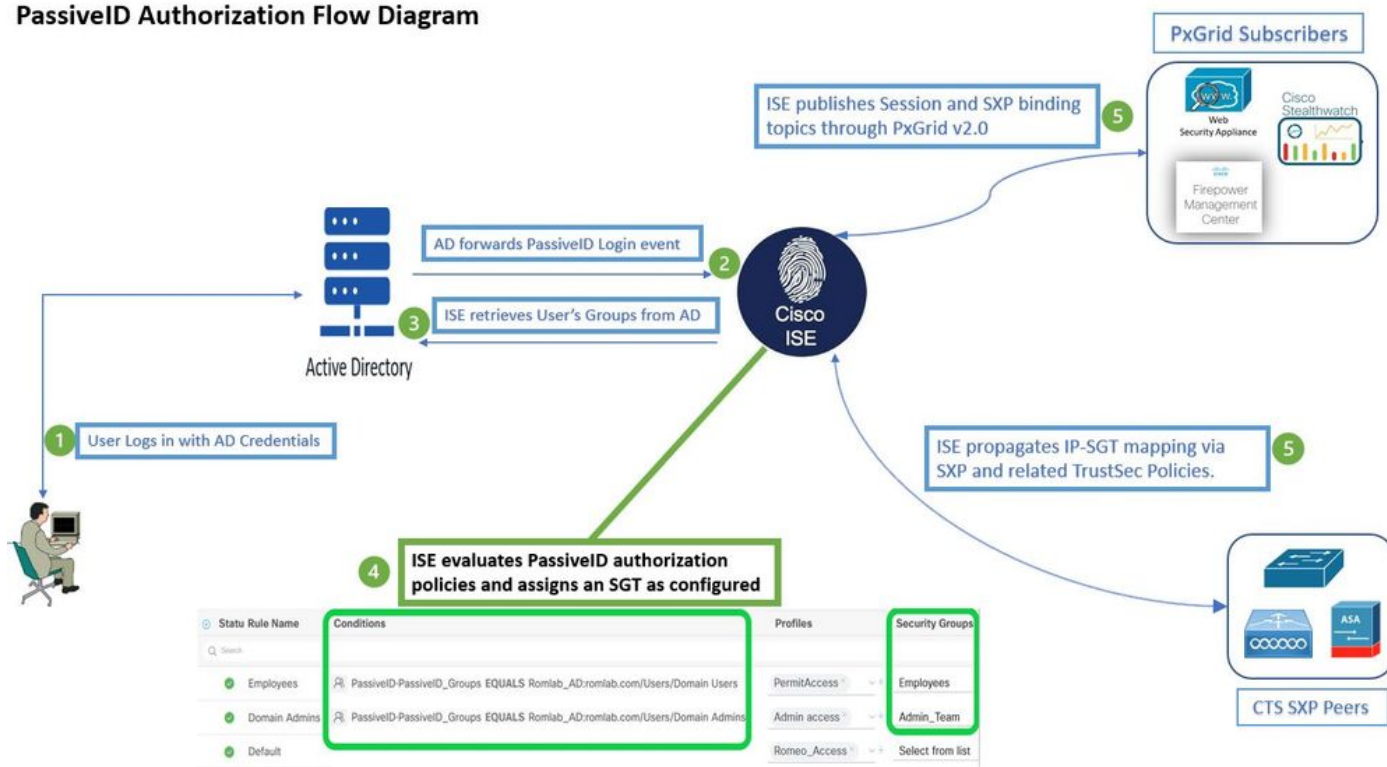 PassiveID Authorization Flow Diagram
PxGrid Subscribers
ISE publishes Session and SXP binding
topics through PxGrid v2.0
5
Web
Security Appliance
Cisco
Stealthwatch
cisco
Firepower
Management
Center
AD forwards PassiveID Login event
2
ISE retrieves User's Groups from AD
3
Cisco
ISE
Active Directory
1
User Logs in with AD Credentials
ISE propagates IP-SGT mapping via
SXP and related TrustSec Policies.
5
4
ISE evaluates PassiveID authorization
policies and assigns an SGT as configured
ASA
CTS SXP Peers
Statu Rule Name Conditions Profiles Security Groups
Search
Employees PassiveID-PassiveID_Groups EQUALS Romlab_AD:romlab.com/Users/Domain Users PermitAccess Employees
Domain Admins PassiveID-PassiveID_Groups EQUALS Romlab_AD:romlab.com/Users/Domain Admins Admin access Admin_Team
Default Romeo_Access Select from list